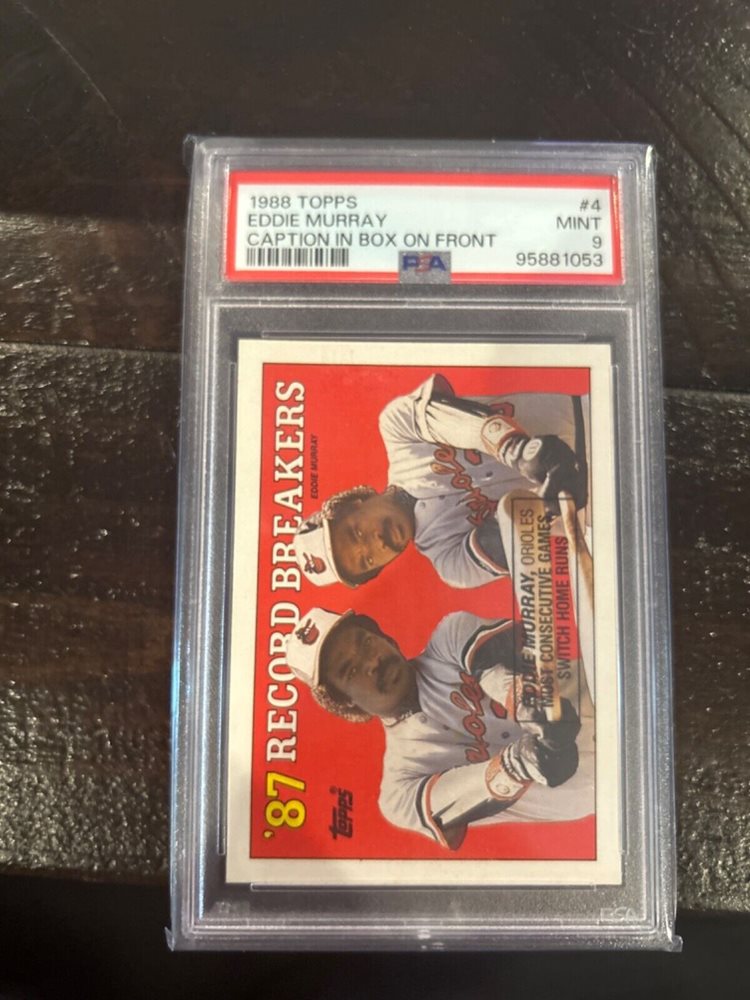 1988 TOPPS #4
EDDIE MURRAY MINT
CAPTION IN BOX ON FRONT 9
PSA 95881053
'87 RECORD BREAKERS
EDDIE MURRAY
EDDIE MURRAY, ORIOLES
MOST CONSECUTIVE GAMES,
SWITCH HOME RUNS
TOPPS